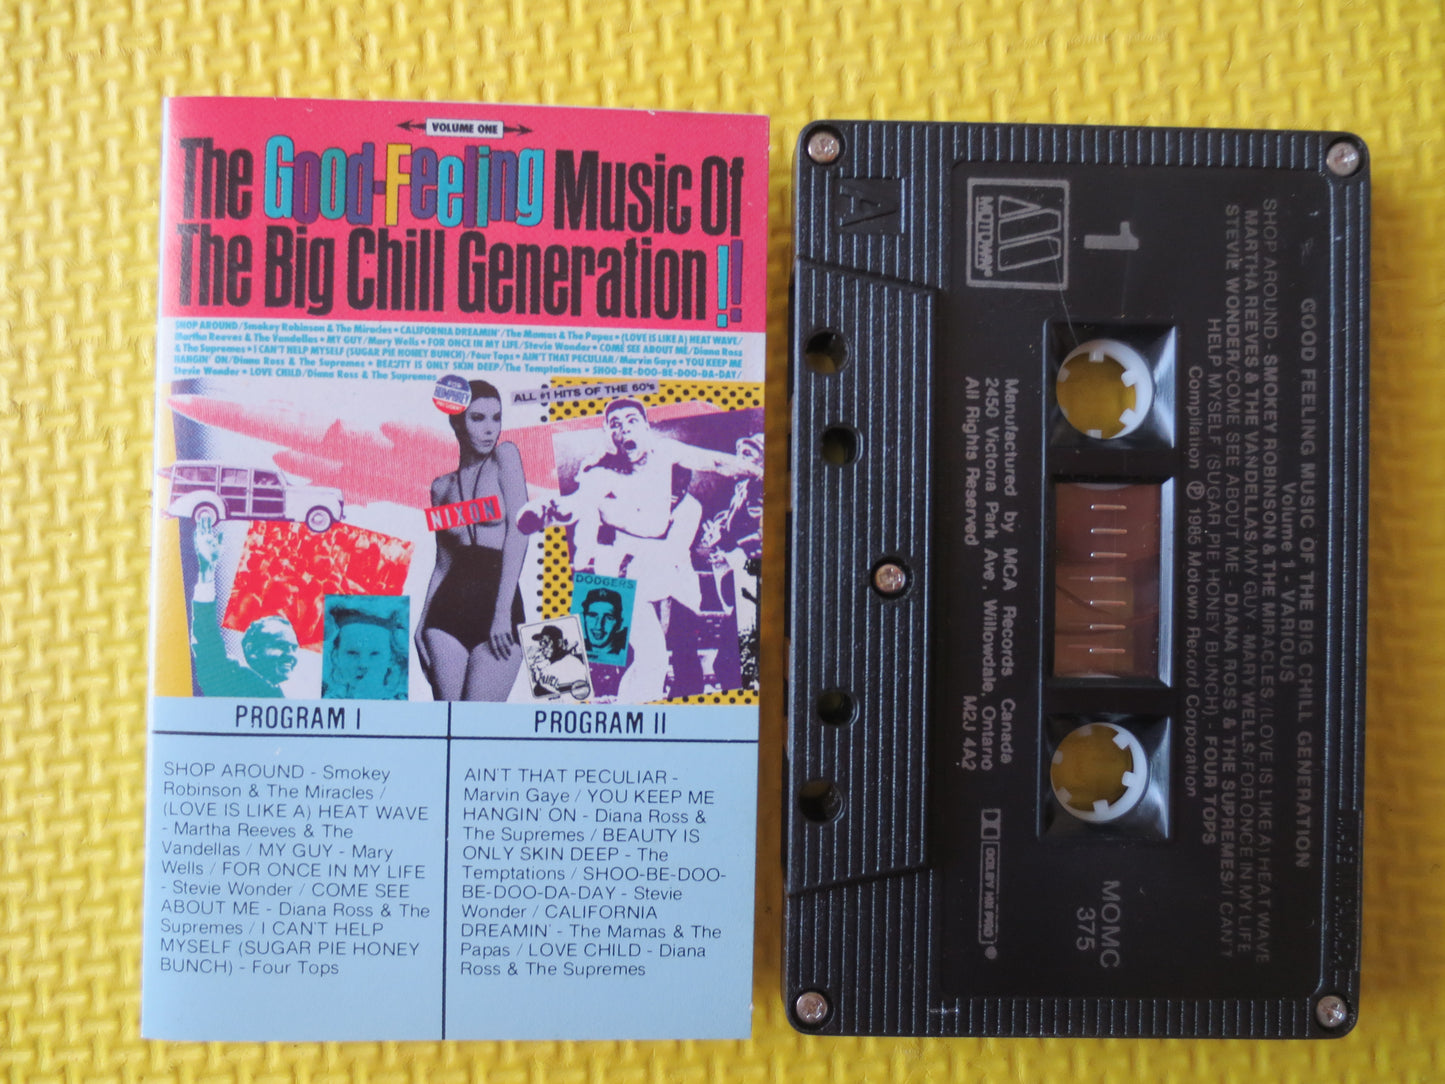 VOLUME ONE
The Good-Feeling Music Of
The Big Chill Generation!!
SHOP AROUND/Smokey Robinson & The Miracles • CALIFORNIA DREAMIN'/The Mamas & The Papas • (LOVE IS LIKE A) HEAT WAVE/
Martha Reeves & The Vandellas • MY GUY/Mary Wells • FOR ONCE IN MY LIFE/Stevie Wonder • COME SEE ABOUT ME/Diana Ross
& The Supremes • I CAN'T HELP MYSELF (SUGAR PIE HONEY BUNCH)/Four Tops • AIN'T THAT PECULIAR/Marvin Gaye • YOU KEEP ME
HANGIN' ON/Diana Ross & The Supremes • BEAUTY IS ONLY SKIN DEEP/The Temptations • SHOO-BE-DOO-BE-DOO-DA-DAY/
Stevie Wonder • LOVE CHILD/Diana Ross & The Supremes
HUMPHREY
ALL #1 HITS OF THE 60's
NIXON
DODGERS
PROGRAM I
SHOP AROUND - Smokey
Robinson & The Miracles /
(LOVE IS LIKE A) HEAT WAVE
- Martha Reeves & The
Vandellas / MY GUY - Mary
Wells / FOR ONCE IN MY LIFE
- Stevie Wonder / COME SEE
ABOUT ME - Diana Ross & The
Supremes / I CAN'T HELP
MYSELF (SUGAR PIE HONEY
BUNCH) - Four Tops
PROGRAM II
AIN'T THAT PECULIAR -
Marvin Gaye / YOU KEEP ME
HANGIN' ON - Diana Ross &
The Supremes / BEAUTY IS
ONLY SKIN DEEP - The
Temptations / SHOO-BE-DOO-
BE-DOO-DA-DAY - Stevie
Wonder / CALIFORNIA
DREAMIN' - The Mamas & The
Papas / LOVE CHILD - Diana
Ross & The Supremes
A
MOTOWN®
1
GOOD FEELING MUSIC OF THE BIG CHILL GENERATION
Volume 1 - VARIOUS
SHOP AROUND - SMOKEY ROBINSON & THE MIRACLES/(LOVE IS LIKE A) HEAT WAVE
MARTHA REEVES & THE VANDELLAS/MY GUY - MARY WELLS/FOR ONCE IN MY LIFE
STEVIE WONDER/COME SEE ABOUT ME - DIANA ROSS & THE SUPREMES/I CAN'T
HELP MYSELF (SUGAR PIE HONEY BUNCH) - FOUR TOPS
Compilation ℗ 1985 Motown Record Corporation
Manufactured by MCA Records Canada
2450 Victoria Park Ave. Willowdale, Ontario
All Rights Reserved M2J 4A2
DOLBY HX PRO
MOMC
375